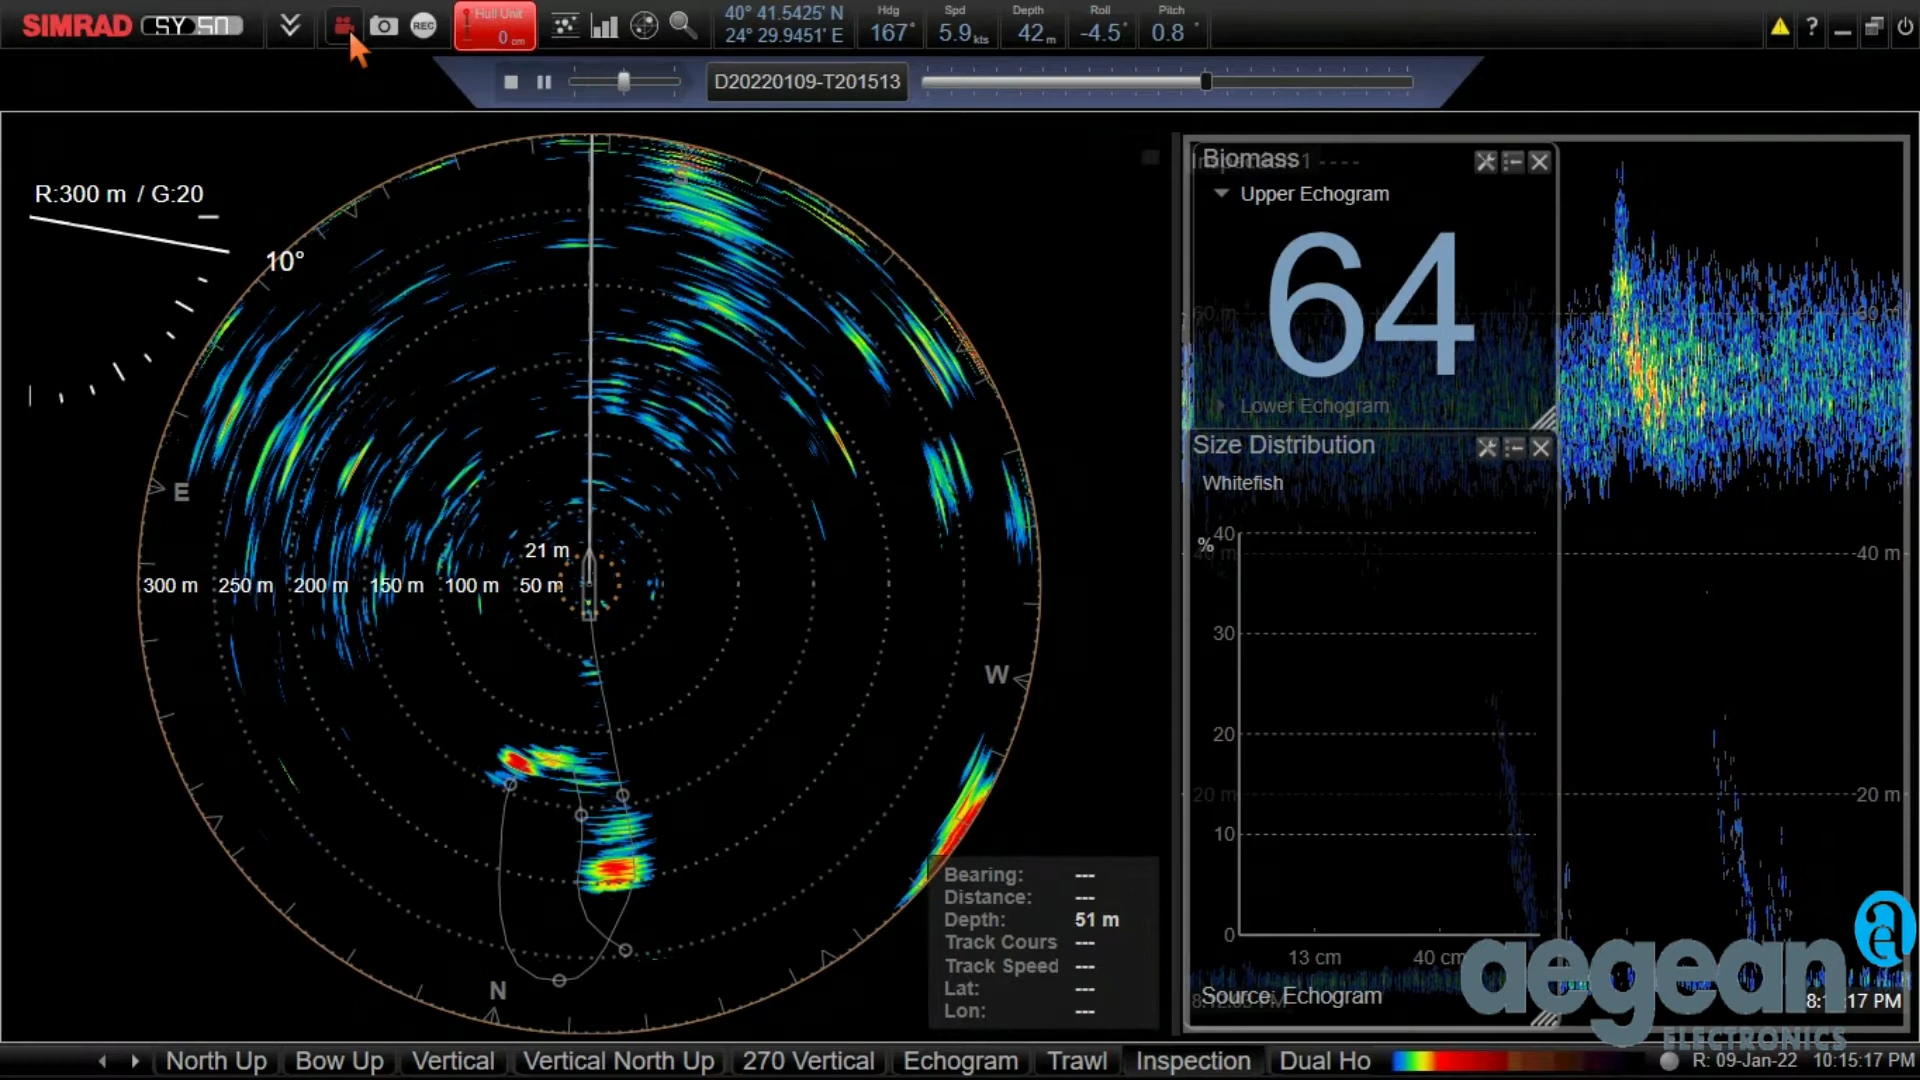 SIMRAD SY50
REC
Hull Unit
0 cm
40° 41.5425' N
24° 29.9451' E
Hdg
167°
Spd
5.9 kts
Depth
42 m
Roll
-4.5°
Pitch
0.8 °
?
D20220109-T201513
R:300 m / G:20
10°
S
E
W
N
21 m
300 m 250 m 200 m 150 m 100 m 50 m
Bearing: ---
Distance: ---
Depth: 51 m
Track Cours ---
Track Speed ---
Lat: ---
Lon: ---
Biomass
Upper Echogram
64
60 m
Lower Echogram
Size Distribution
Whitefish
%
40
40 m
30
20
20 m
10
0
13 cm 40 cm
Source: Echogram
aegean
ELECTRONICS
North Up Bow Up Vertical Vertical North Up 270 Vertical Echogram Trawl Inspection Dual Ho
R: 09-Jan-22 10:15:17 PM